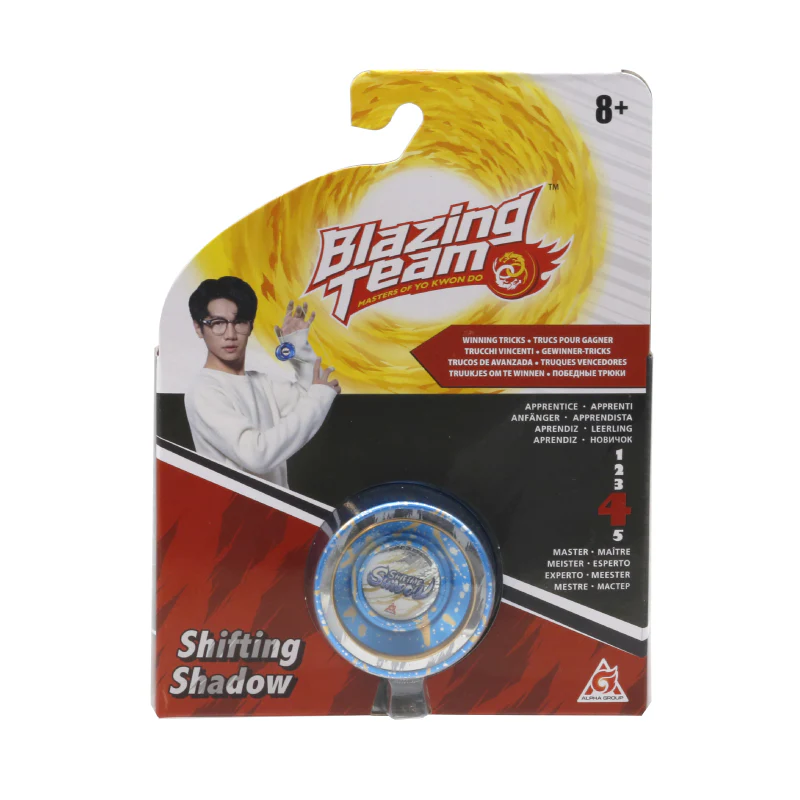 8+
Blazing
Team
™
MASTERS OF YO KWON DO
WINNING TRICKS • TRUCS POUR GAGNER
TRUCCHI VINCENTI • GEWINNER-TRICKS
TRUCOS DE AVANZADA • TRUQUES VENCEDORES
TRUUKJES OM TE WINNEN • ПОБЕДНЫЕ ТРЮКИ
APPRENTICE · APPRENTI
ANFÄNGER · APPRENDISTA
APRENDIZ · LEERLING
APRENDIZ · НОВИЧОК
1
2
3
4
5
MASTER · MAÎTRE
MEISTER · ESPERTO
EXPERTO · MEESTER
MESTRE · МАСТЕР
SHIFTING
SHADOW
Shifting
Shadow
ALPHA GROUP